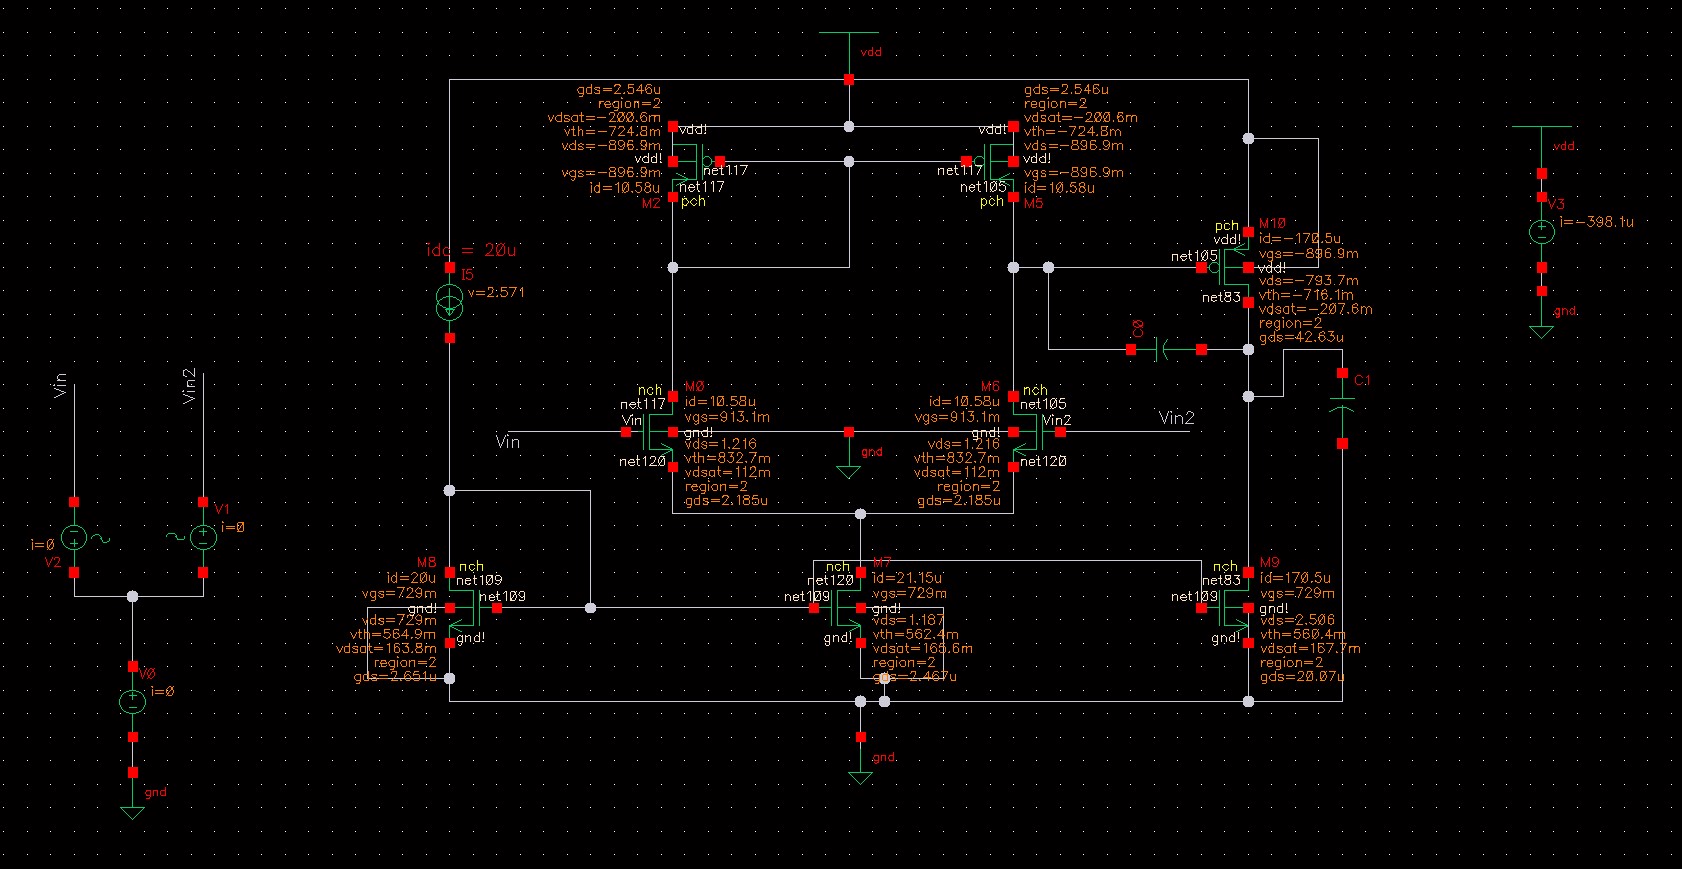 vdd
gds=2.546u
region=2
vdsat=-200.6m
vth=-724.8m
vds=-896.9m
vdd!
vdd!
vgs=-896.9m
net117
id=10.58u
net117
M2
pch
gds=2.546u
region=2
vdsat=-200.6m
vth=-724.8m
vds=-896.9m
vdd!
vdd!
vgs=-896.9m
net117
id=10.58u
net105
pch
M5
vdd
V3
i=-398.1u
gnd
idc = 20u
I5
v=2.571
pch
M10
vdd!
id=-170.5u
vgs=-896.9m
net105
vdd!
vds=-793.7m
net83
vth=-716.1m
vdsat=-207.6m
region=2
gds=42.63u
C0
C1
Vin
Vin2
nch
M0
net117
id=10.58u
vgs=913.1m
Vin
Vin
gnd!
vds=1.216
vth=832.7m
net120
vdsat=112m
region=2
gds=2.185u
gnd
M6
nch
id=10.58u
net105
vgs=913.1m
Vin2
Vin2
gnd!
vds=1.216
vth=832.7m
net120
vdsat=112m
region=2
gds=2.185u
i=0
V2
V1
i=0
V0
i=0
gnd
M8
nch
id=20u
net109
vgs=729m
net109
gnd!
vds=729m
vth=564.9m
gnd!
vdsat=163.8m
region=2
gds=2.651u
M7
nch
net120
id=21.15u
vgs=729m
net109
gnd!
vds=1.187
vth=562.4m
gnd!
vdsat=165.6m
region=2
gds=2.467u
gnd
M9
nch
id=170.5u
net83
vgs=729m
net109
gnd!
vds=2.506
vth=560.4m
gnd!
vdsat=167.7m
region=2
gds=20.07u